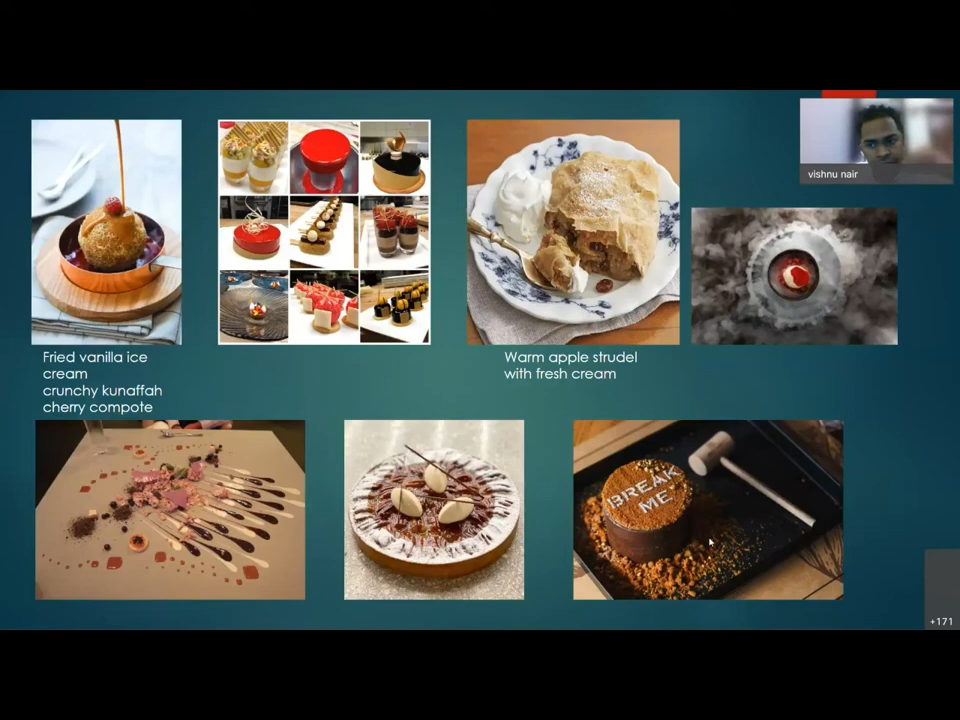 vishnu nair
Fried vanilla ice
cream
crunchy kunaffah
cherry compote
Warm apple strudel
with fresh cream
BREAK
ME
+171